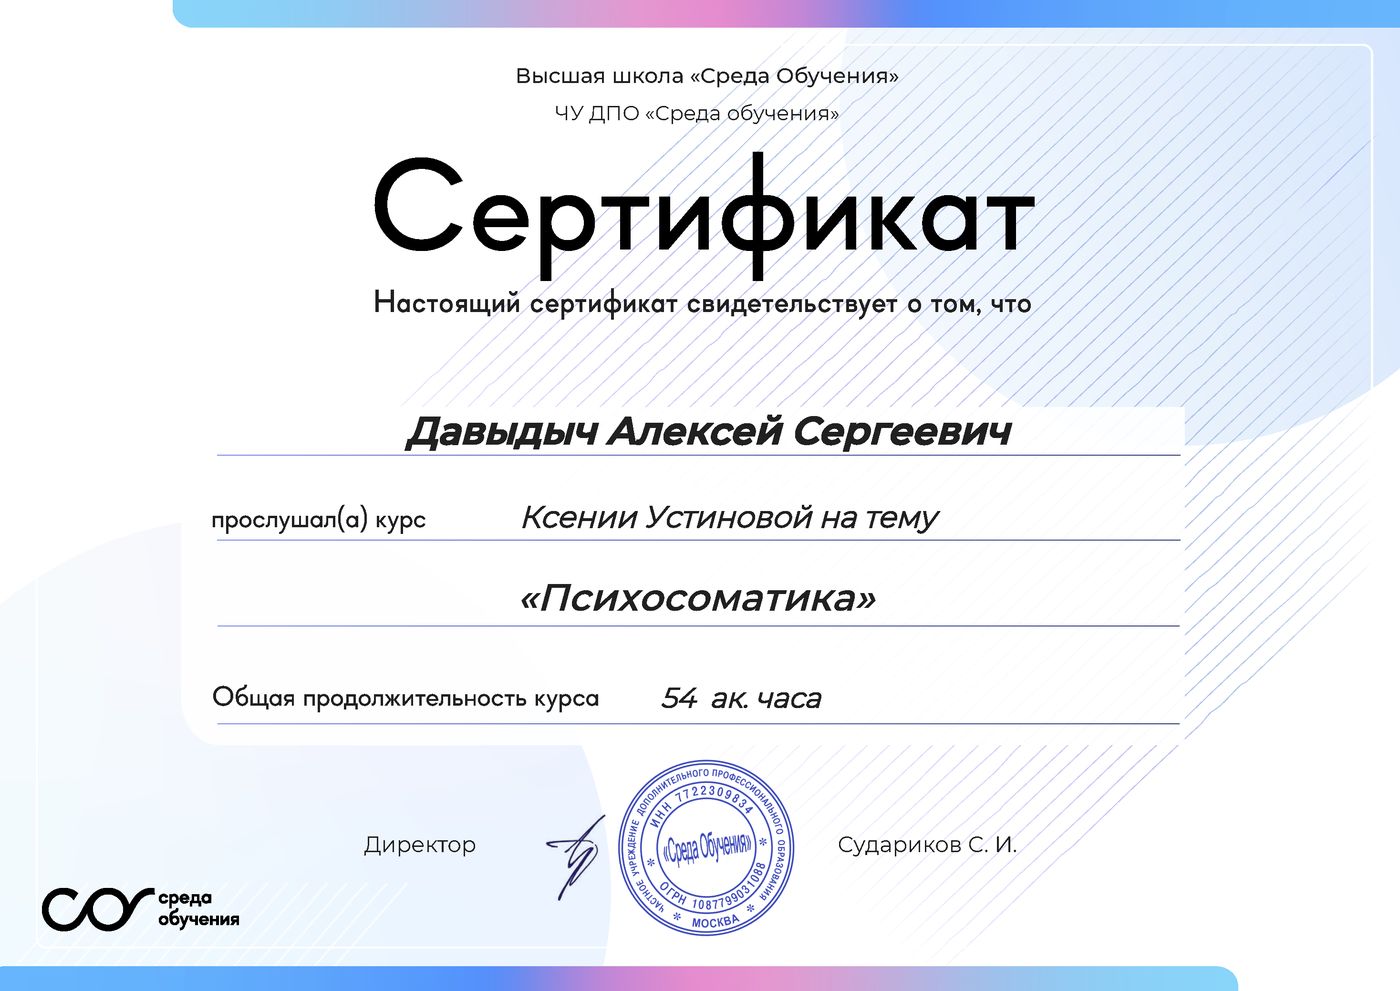 Высшая школа «Среда Обучения»
ЧУ ДПО «Среда обучения»
Сертификат
Настоящий сертификат свидетельствует о том, что
Давыдыч Алексей Сергеевич
прослушал(а) курс Ксении Устиновой на тему
«Психосоматика»
Общая продолжительность курса 54 ак. часа
Директор
ЧАСТНОЕ УЧРЕЖДЕНИЕ ДОПОЛНИТЕЛЬНОГО ПРОФЕССИОНАЛЬНОГО ОБРАЗОВАНИЯ
ИНН 7722309834
«Среда Обучения»
ОГРН 1087799031088
* МОСКВА *
Судариков С. И.
среда
обучения